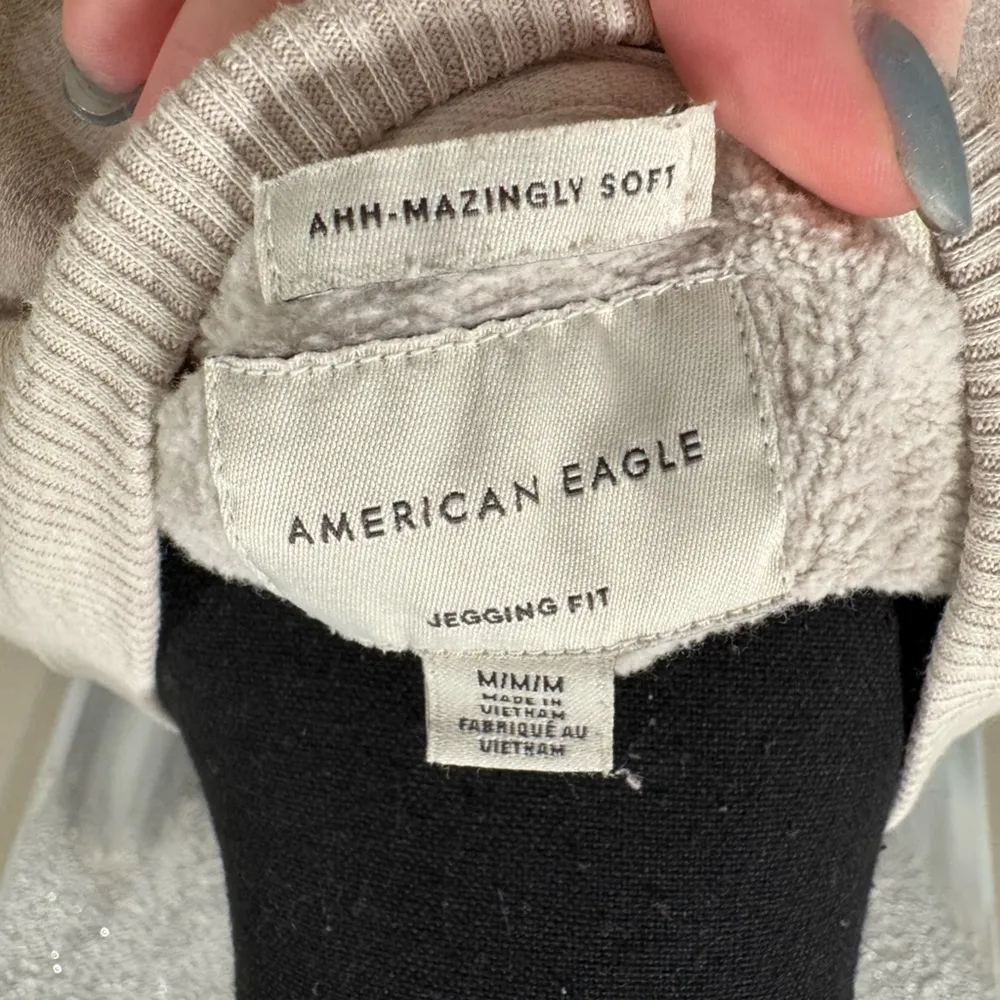 AHH-MAZINGLY SOFT
AMERICAN EAGLE
JEGGING FIT
M/M/M
MADE IN
VIETNAM
FABRIQUÉ AU
VIETNAM